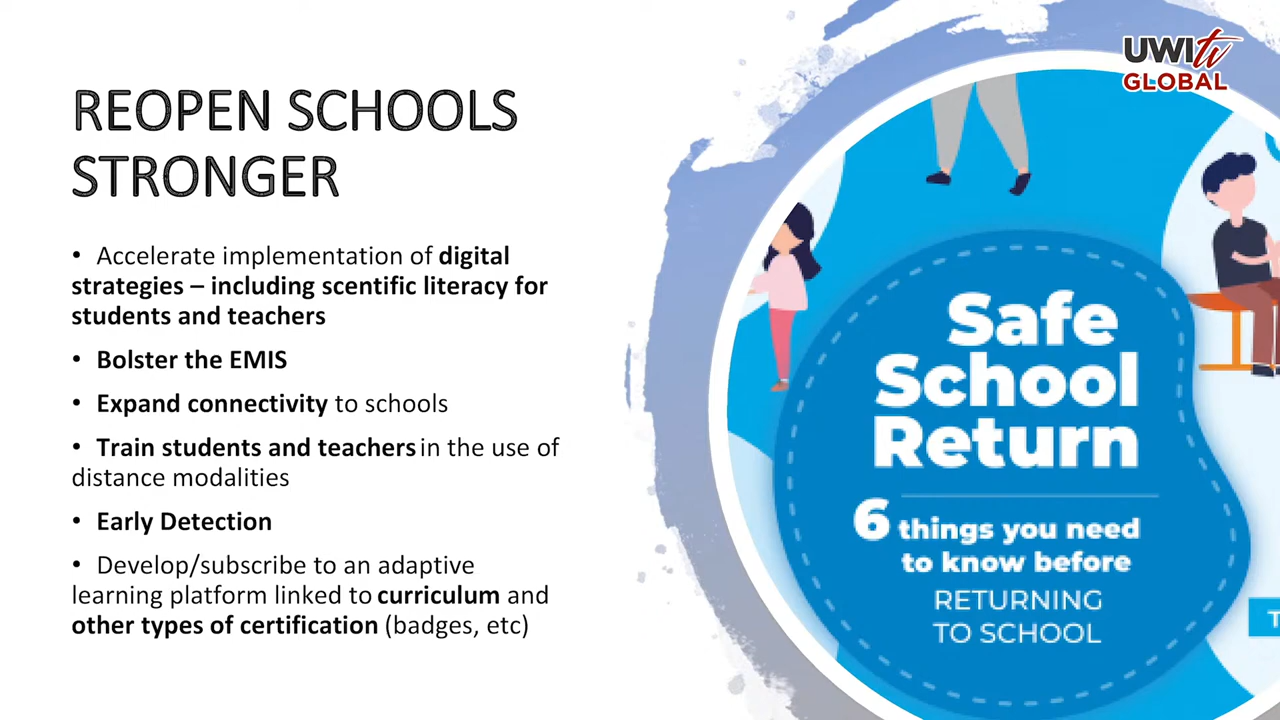 REOPEN SCHOOLS
STRONGER
• Accelerate implementation of digital
strategies – including scentific literacy for
students and teachers
• Bolster the EMIS
• Expand connectivity to schools
• Train students and teachers in the use of
distance modalities
• Early Detection
• Develop/subscribe to an adaptive
learning platform linked to curriculum and
other types of certification (badges, etc)
UWItv
GLOBAL
Safe
School
Return
6 things you need
to know before
RETURNING
TO SCHOOL